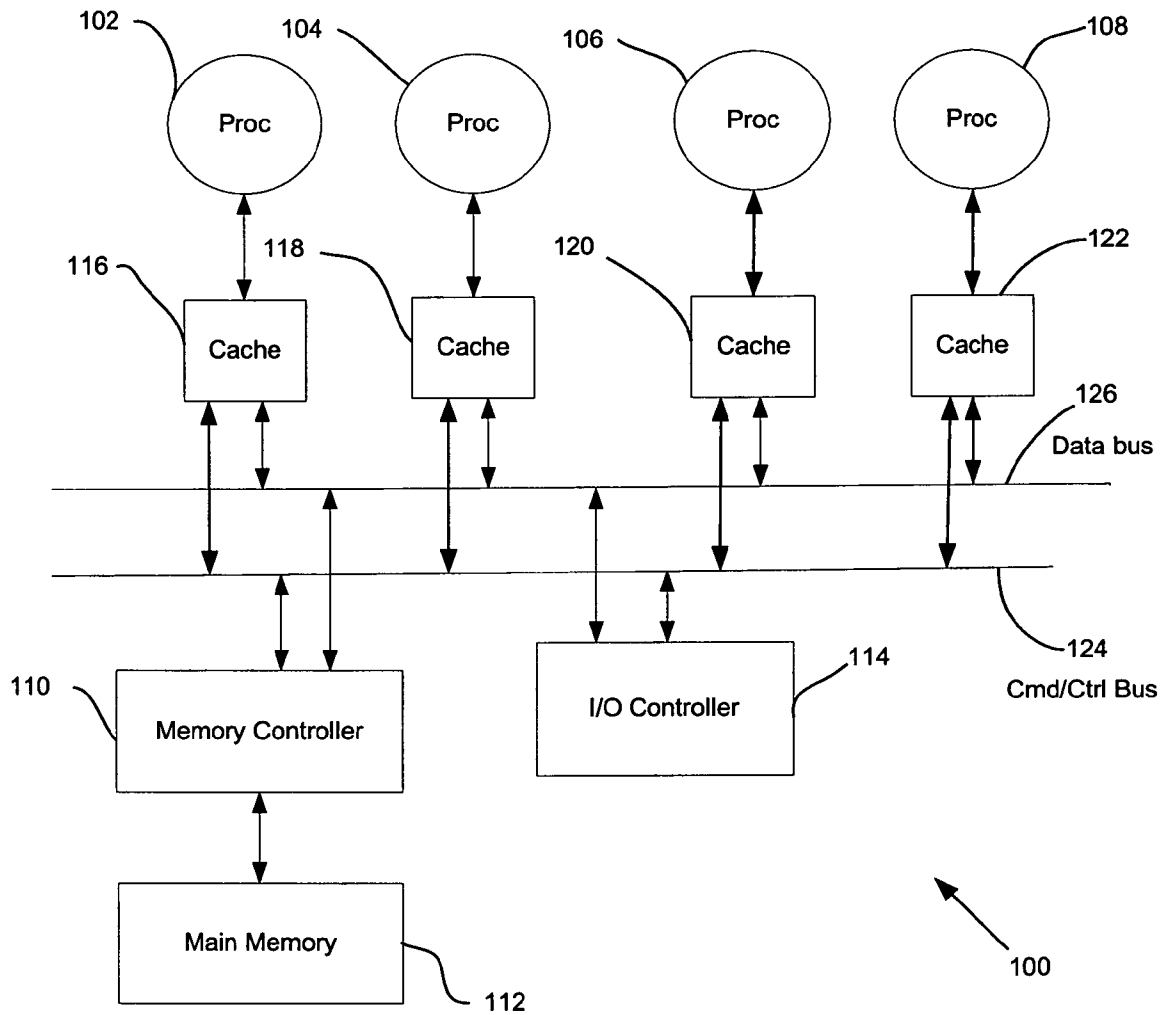 102
104
106
108
Proc
Proc
Proc
Proc
116
118
120
122
Cache
Cache
Cache
Cache
126
Data bus
124
Cmd/Ctrl Bus
110
Memory Controller
I/O Controller
114
Main Memory
112
100